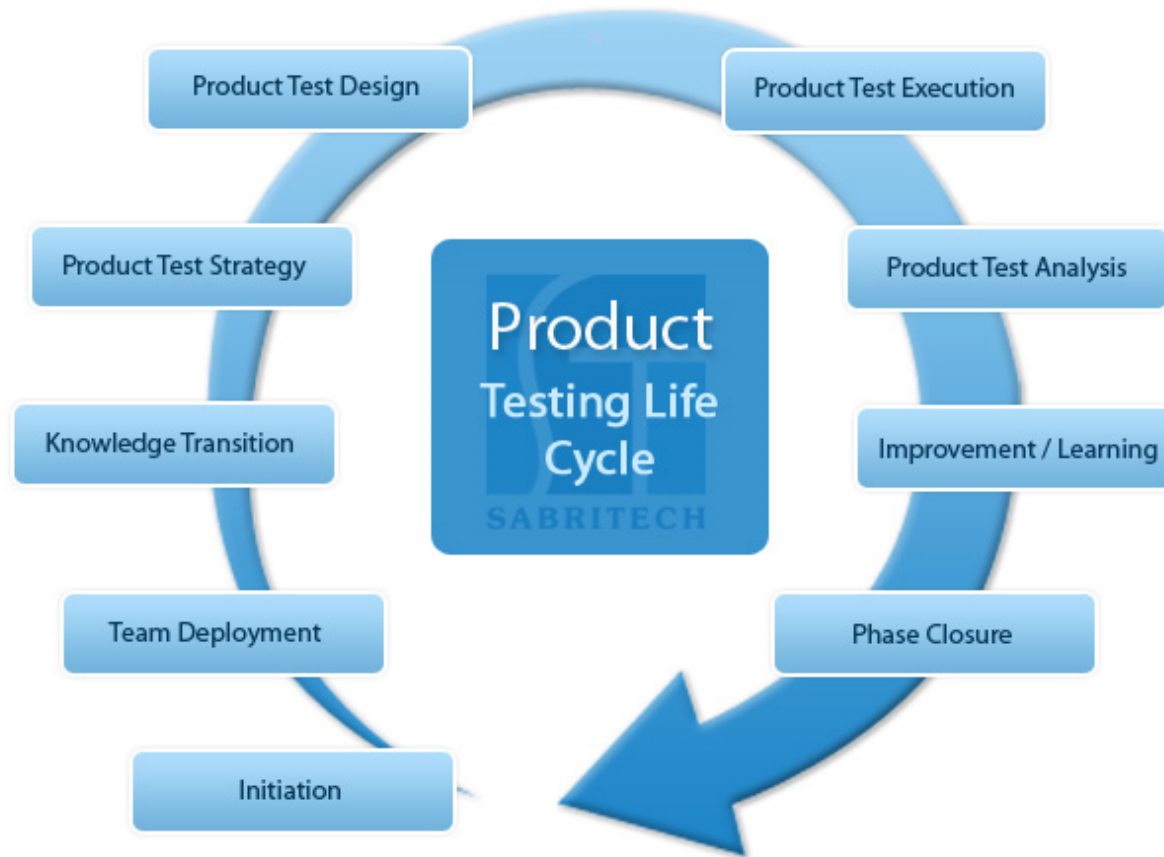 Product Test Design
Product Test Execution
Product Test Strategy
Product Test Analysis
Product
Testing Life
Cycle
SABRITECH
Knowledge Transition
Improvement / Learning
Team Deployment
Phase Closure
Initiation